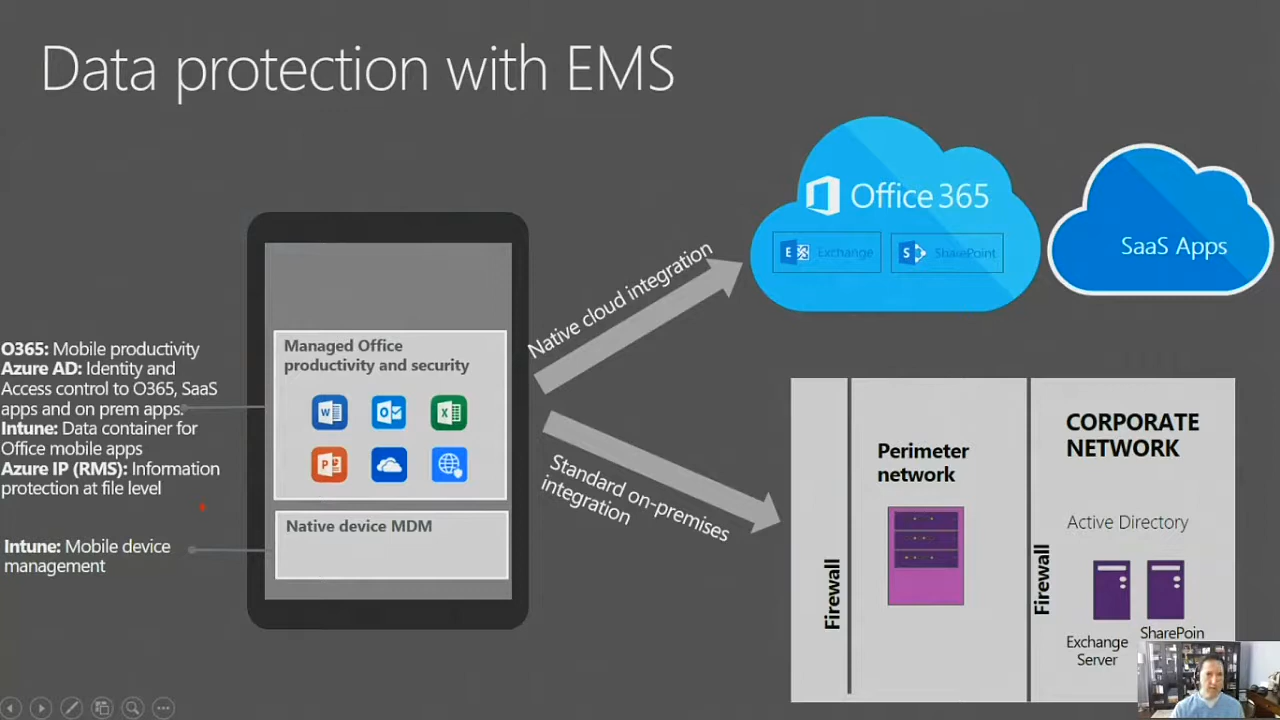 Data protection with EMS
Office 365
Exchange
SharePoint
SaaS Apps
Native cloud integration
O365: Mobile productivity
Azure AD: Identity and
Access control to O365, SaaS
apps and on prem apps.
Intune: Data container for
Office mobile apps
Azure IP (RMS): Information
protection at file level
Intune: Mobile device
management
Managed Office
productivity and security
Native device MDM
Standard on-premises
integration
Firewall
Perimeter
network
Firewall
CORPORATE
NETWORK
Active Directory
Exchange
Server
SharePoin